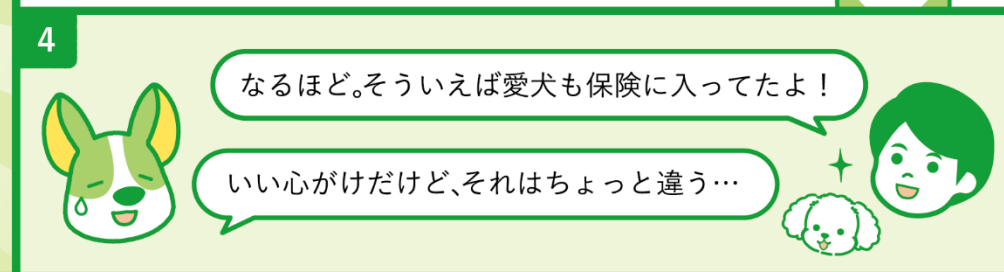 4
なるほど。そういえば愛犬も保険に入ってたよ！
いい心がけだけど、それはちょっと違う…